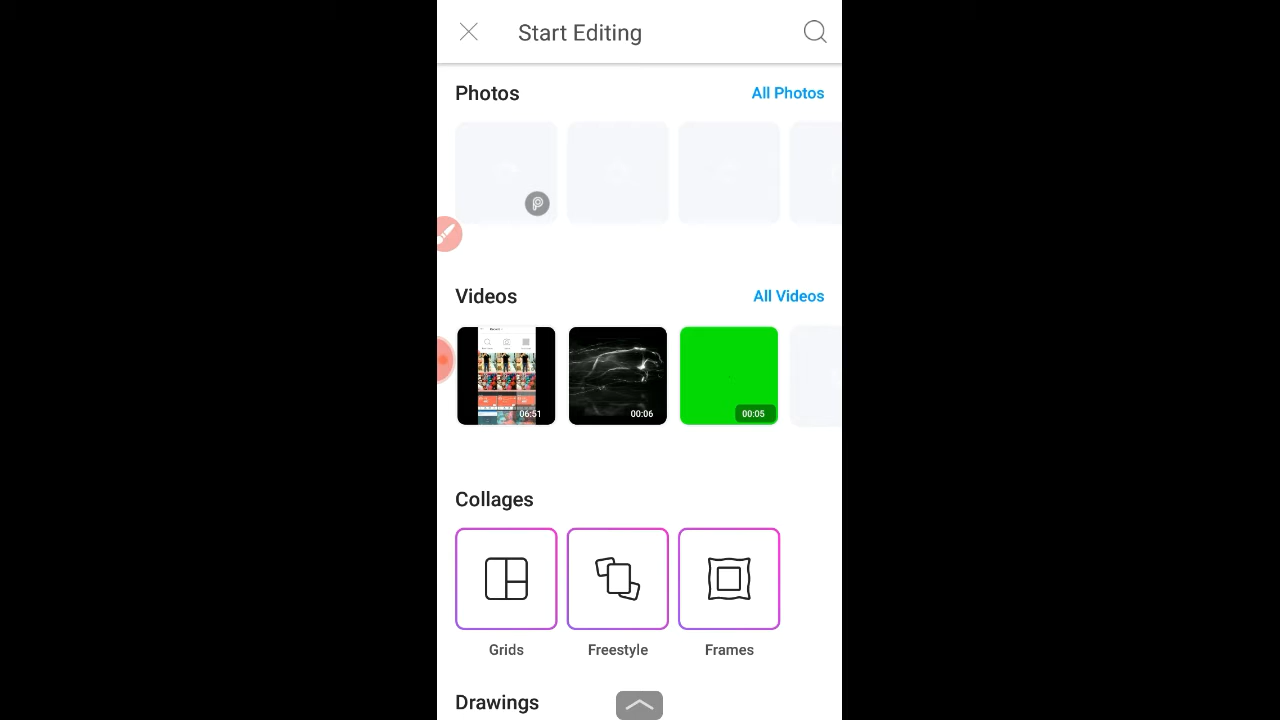 Start Editing
Photos
All Photos
Videos
All Videos
06:51
00:06
00:05
Collages
Grids
Freestyle
Frames
Drawings